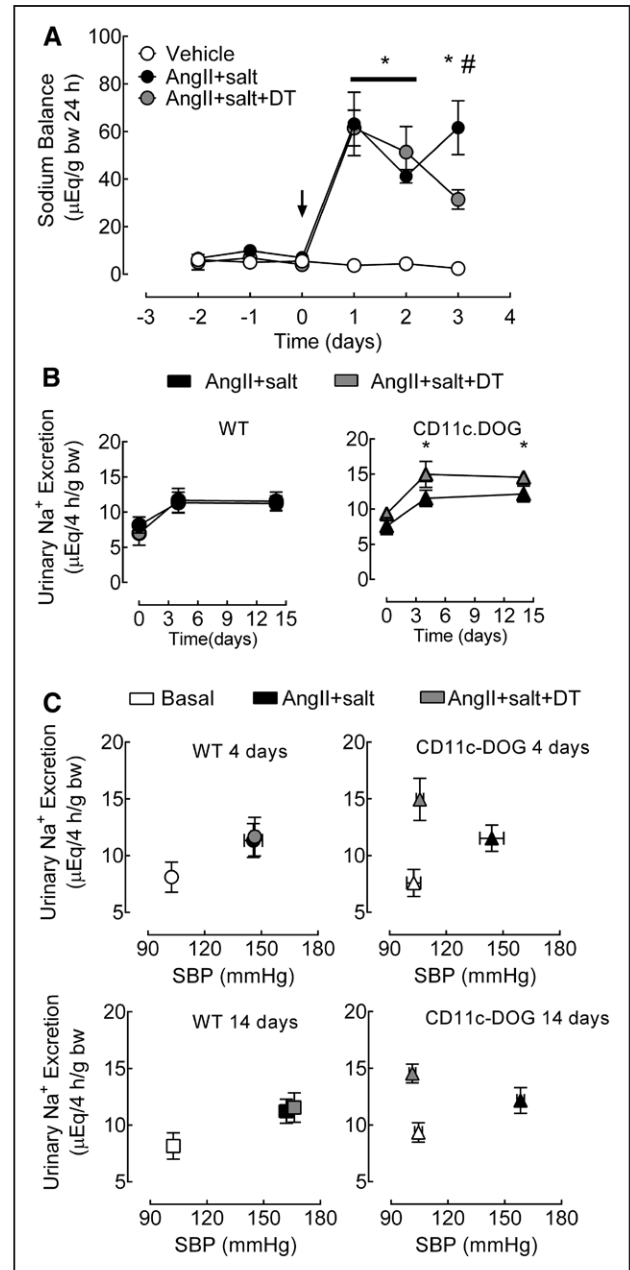 A
Vehicle
AngII+salt
AngII+salt+DT
* * #
Sodium Balance
(µEq/g bw 24 h)
100
80
60
40
20
0
-3 -2 -1 0 1 2 3 4
Time (days)
B
AngII+salt AngII+salt+DT
WT
Urinary Na+ Excretion
(µEq/4 h/g bw)
20
15
10
5
0
0 3 6 9 12 15
Time(days)
CD11c.DOG
* *
20
15
10
5
0
0 3 6 9 12 15
Time (days)
C
Basal AngII+salt AngII+salt+DT
WT 4 days
Urinary Na+ Excretion
(µEq/4 h/g bw)
20
15
10
5
90 120 150 180
SBP (mmHg)
CD11c-DOG 4 days
20
15
10
5
90 120 150 180
SBP (mmHg)
WT 14 days
Urinary Na+ Excretion
(µEq/4 h/g bw
20
15
10
5
90 120 150 180
SBP (mmHg)
CD11c-DOG 14 days
20
15
10
5
90 120 150 180
SBP (mmHg)